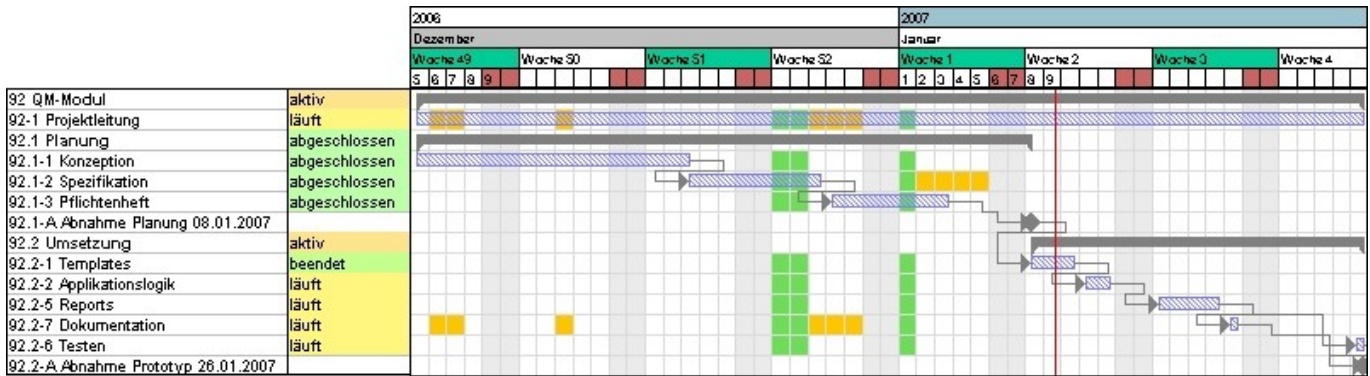 2006 2007
Dezember Januar
Woche 49 Woche 50 Woche 51 Woche 52 Woche 1 Woche 2 Woche 3 Woche 4
5 6 7 8 9 1 2 3 4 5 6 7 8 9
92 QM-Modul aktiv
92-1 Projektleitung läuft
92.1 Planung abgeschlossen
92.1-1 Konzeption abgeschlossen
92.1-2 Spezifikation abgeschlossen
92.1-3 Pflichtenheft abgeschlossen
92.1-A Abnahme Planung 08.01.2007
92.2 Umsetzung aktiv
92.2-1 Templates beendet
92.2-2 Applikationslogik läuft
92.2-5 Reports läuft
92.2-7 Dokumentation läuft
92.2-6 Testen läuft
92.2-A Abnahme Prototyp 26.01.2007